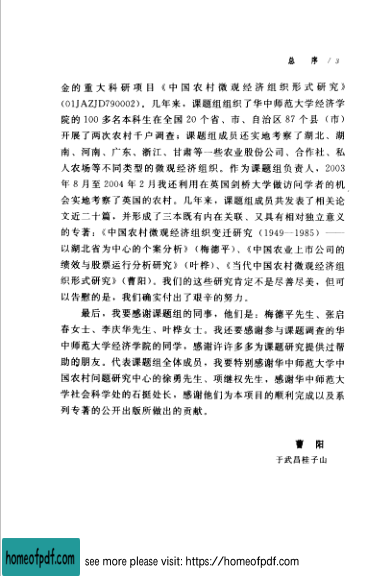 总 序 / 3
金的重大科研项目《中国农村微观经济组织形式研究》
(01JAZJD790002)。几年来，课题组组织了华中师范大学经济学
院的 100 多名本科生在全国 20 个省、市、自治区 87 个县（市）
开展了两次农村千户调查；课题组成员还实地考察了湖北、湖
南、河南、广东、浙江、甘肃等一些农业股份公司、合作社、私
人农场等不同类型的微观经济组织。作为课题组负责人，2003
年 8 月至 2004 年 2 月我还利用在英国剑桥大学做访问学者的机
会实地考察了英国的农村。几年来，课题组成员共发表了相关论
文近二十篇，并形成了三本既有内在关联、又具有相对独立意义
的专著：《中国农村微观经济组织变迁研究（1949—1985）——
以湖北省为中心的个案分析》（梅德平）、《中国农业上市公司的
绩效与股票运行分析研究》（叶桦）、《当代中国农村微观经济组
织形式研究》（曹阳）。我们的这些研究肯定不是尽善尽美，但可
以告慰的是，我们确实付出了艰辛的努力。
最后，我要感谢课题组的同事，他们是：梅德平先生、张启
春女士、李庆华先生、叶桦女士。我还要感谢参与课题调查的华
中师范大学经济学院的同学，感谢许许多多为课题研究提供过帮
助的朋友。代表课题组全体成员，我要特别感谢华中师范大学中
国农村问题研究中心的徐勇先生、项继权先生，感谢华中师范大
学社会科学处的石挺处长，感谢他们为本项目的顺利完成以及系
列专著的公开出版所做出的贡献。
曹 阳
于武昌桂子山
homeofpdf.com
see more please visit: https://homeofpdf.com